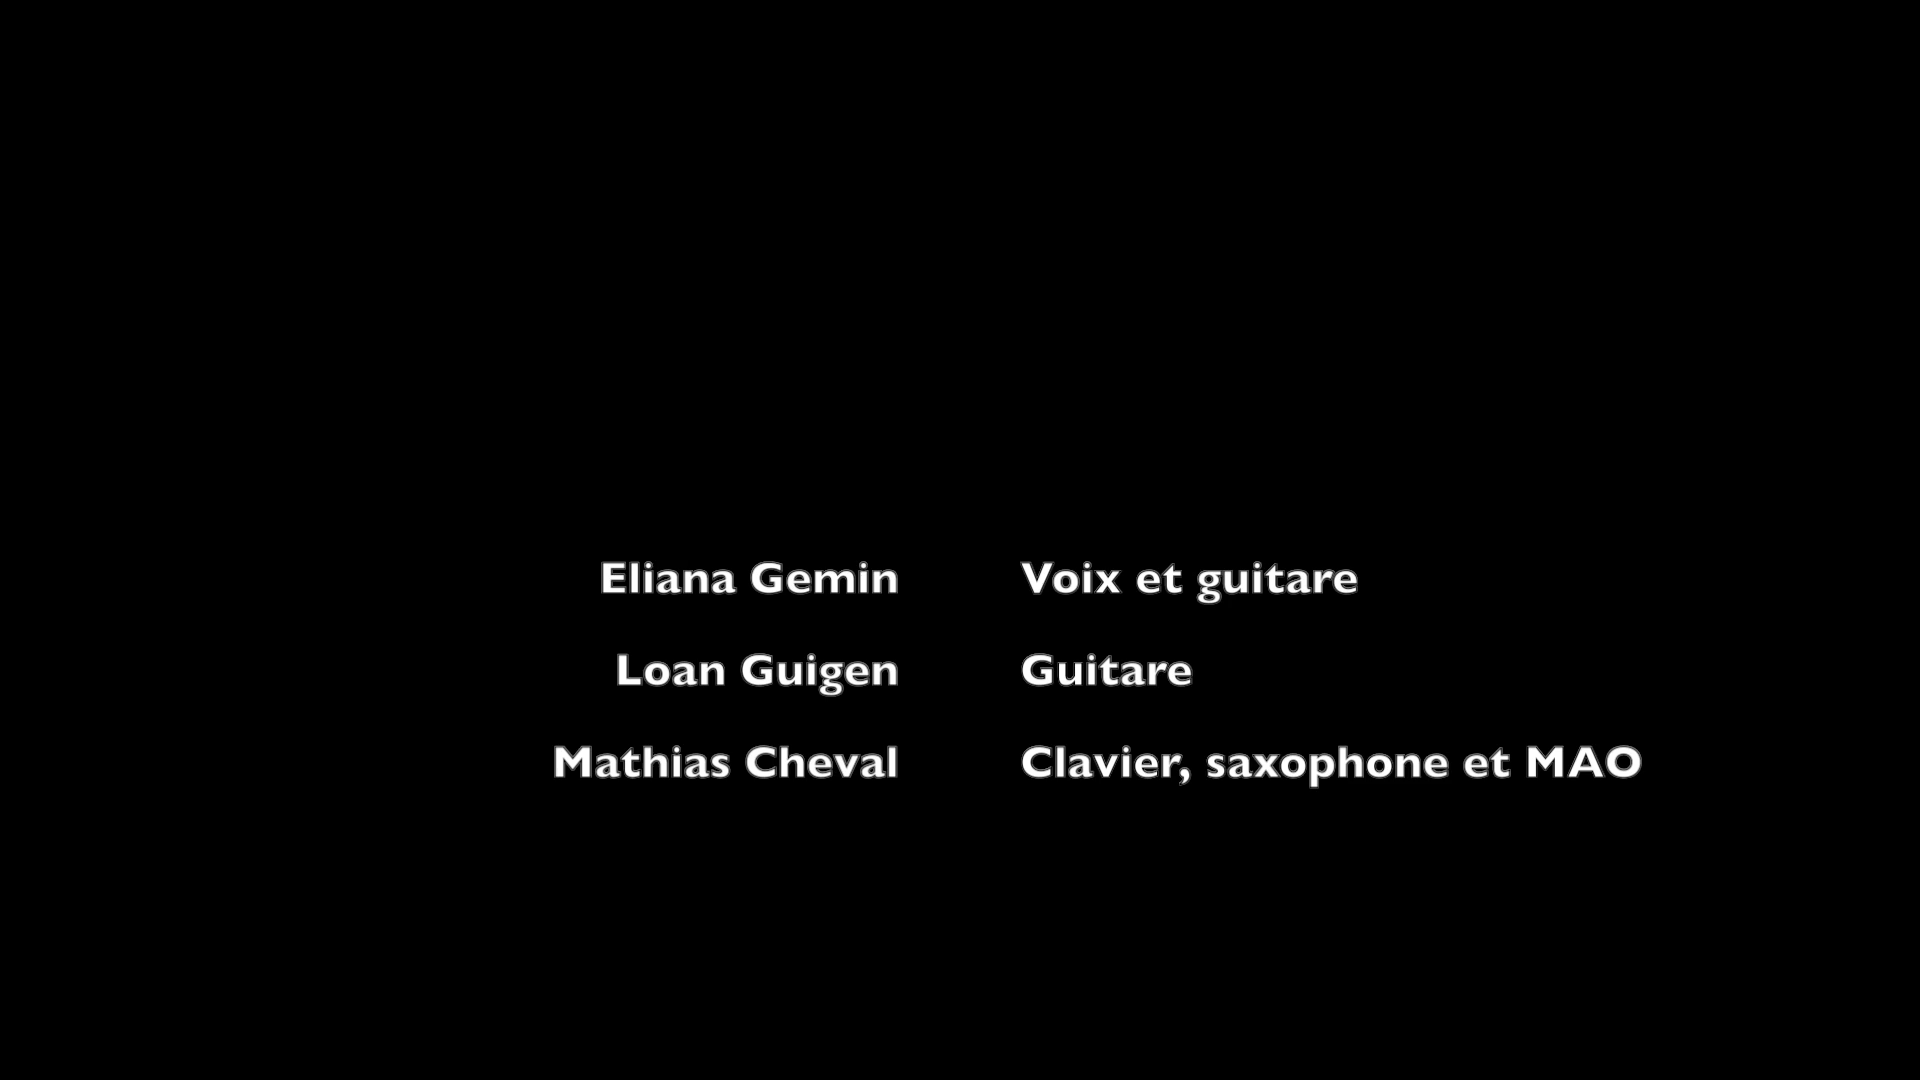 Eliana Gemin Voix et guitare
Loan Guigen Guitare
Mathias Cheval Clavier, saxophone et MAO